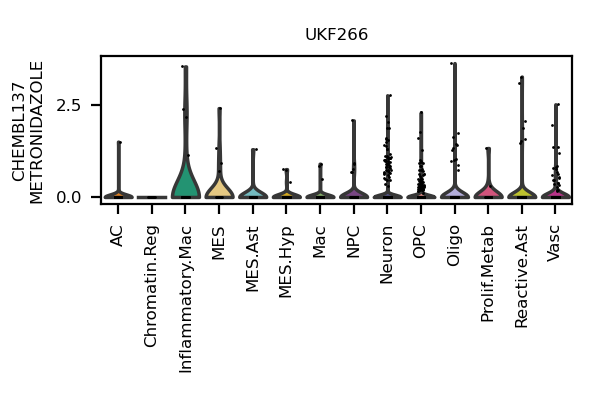 UKF266
CHEMBL137
METRONIDAZOLE
2.5
0.0
AC
Chromatin.Reg
Inflammatory.Mac
MES
MES.Ast
MES.Hyp
Mac
NPC
Neuron
OPC
Oligo
Prolif.Metab
Reactive.Ast
Vasc